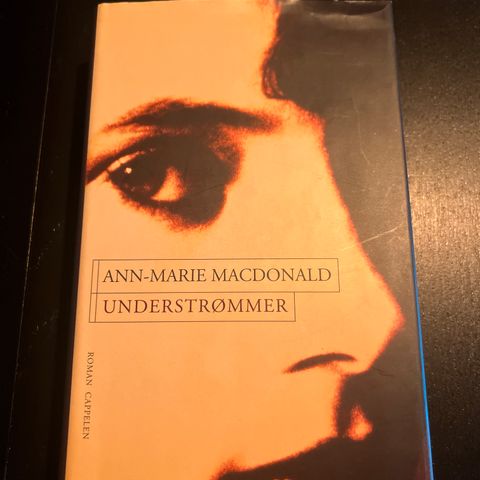 ANN-MARIE MACDONALD
UNDERSTRØMMER
ROMAN CAPPELEN